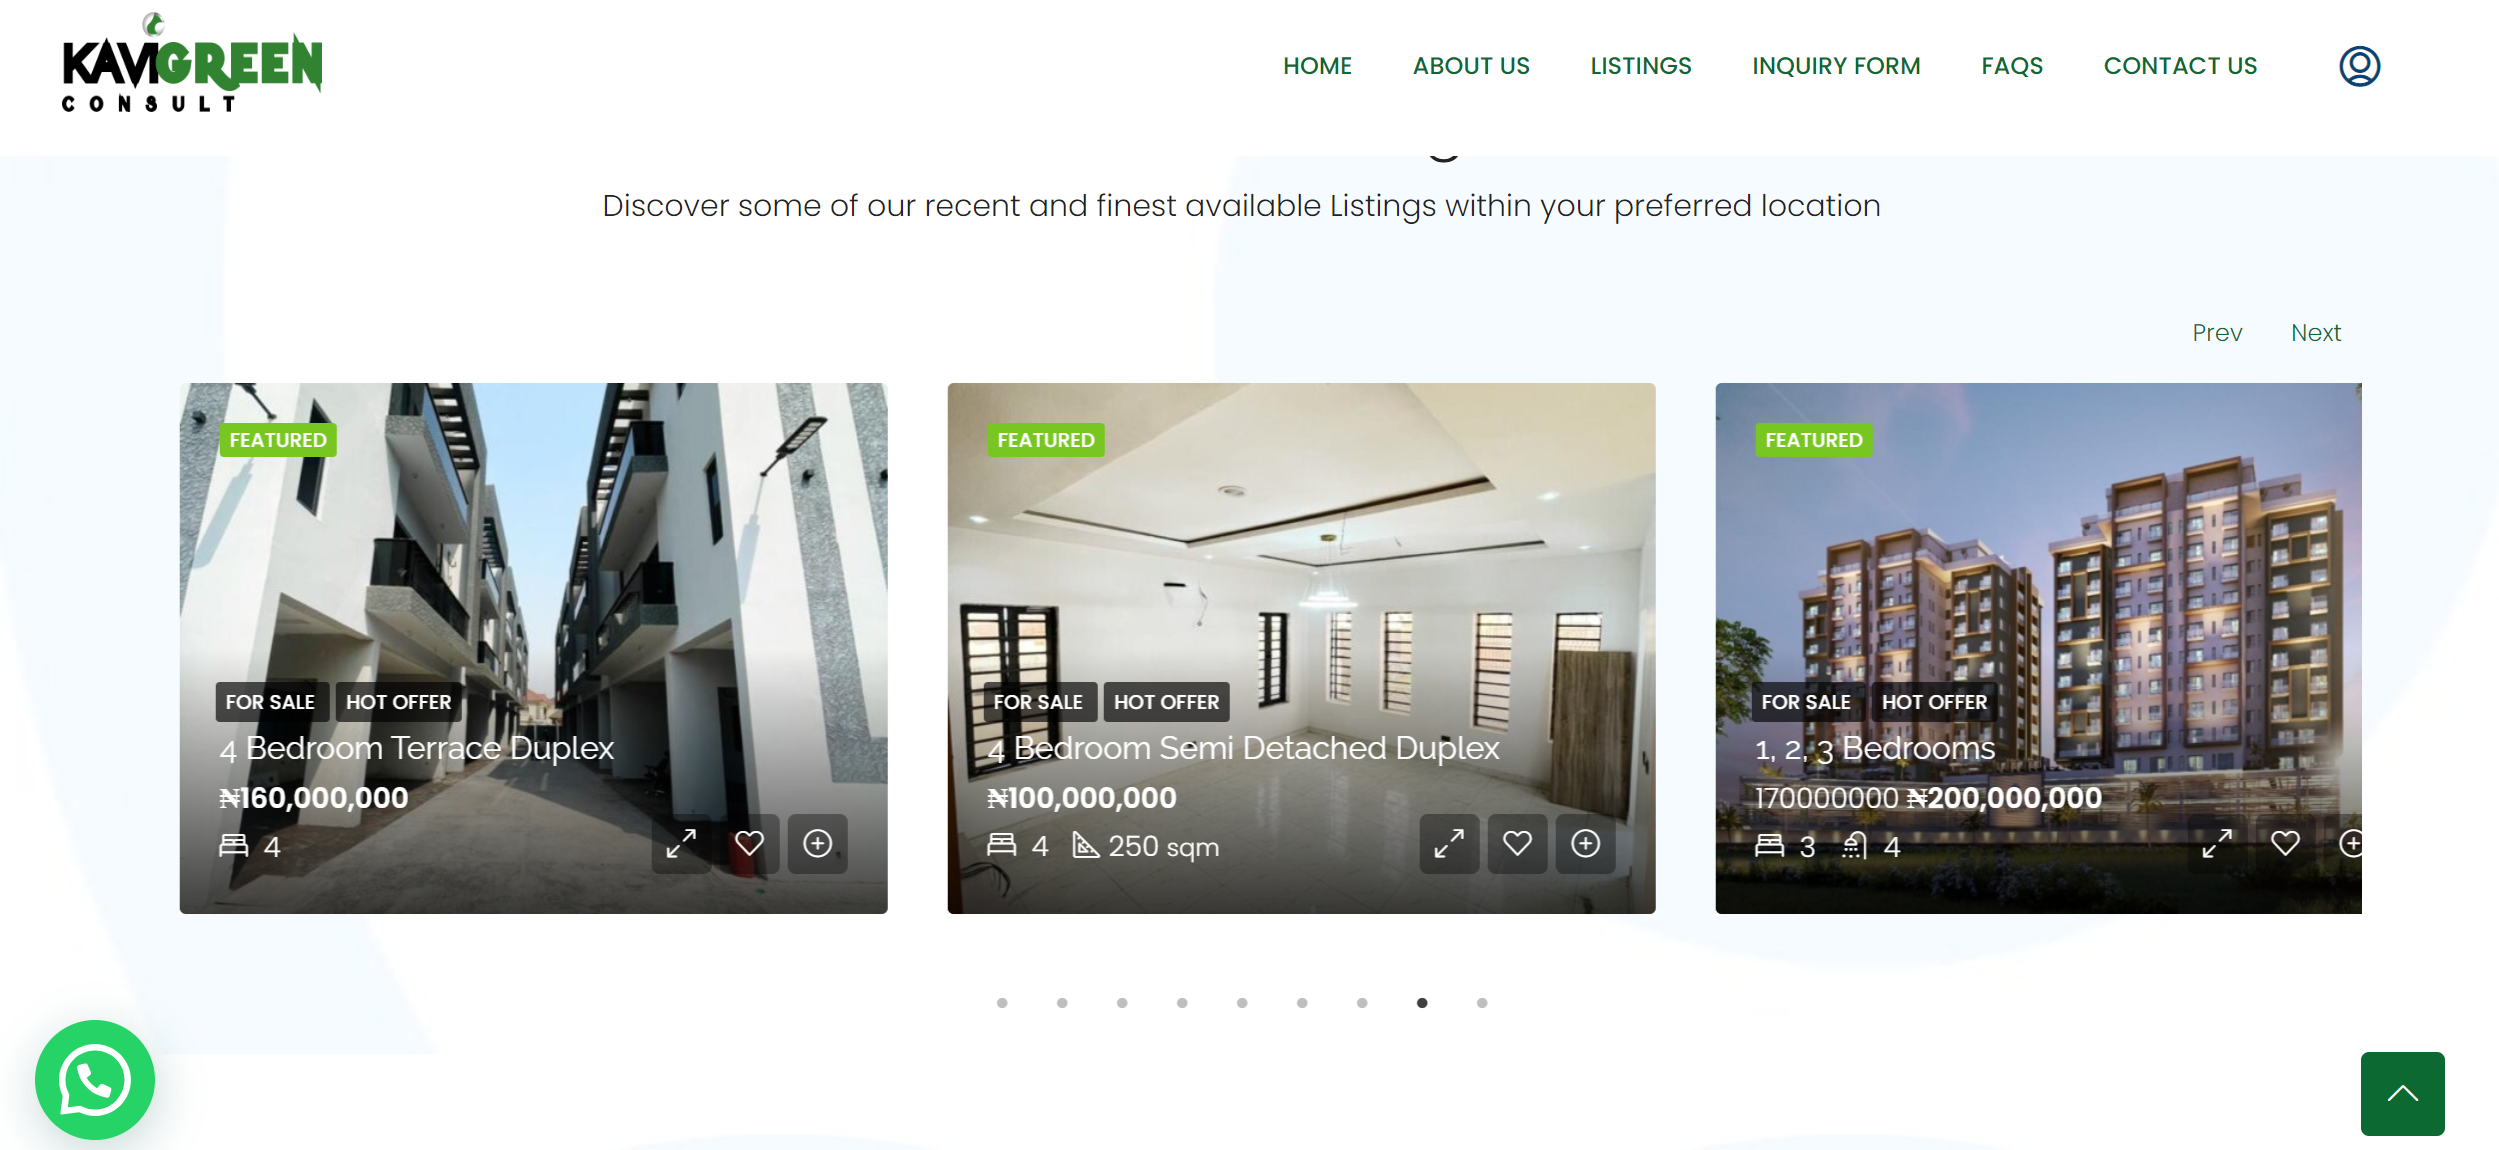 KAVIGREEN
CONSULT
HOME ABOUT US LISTINGS INQUIRY FORM FAQS CONTACT US
Discover some of our recent and finest available Listings within your preferred location
Prev Next
FEATURED
FOR SALE HOT OFFER
4 Bedroom Terrace Duplex
₦160,000,000
4
FEATURED
FOR SALE HOT OFFER
4 Bedroom Semi Detached Duplex
₦100,000,000
4 250 sqm
FEATURED
FOR SALE HOT OFFER
1, 2, 3 Bedrooms
170000000 ₦200,000,000
3 4